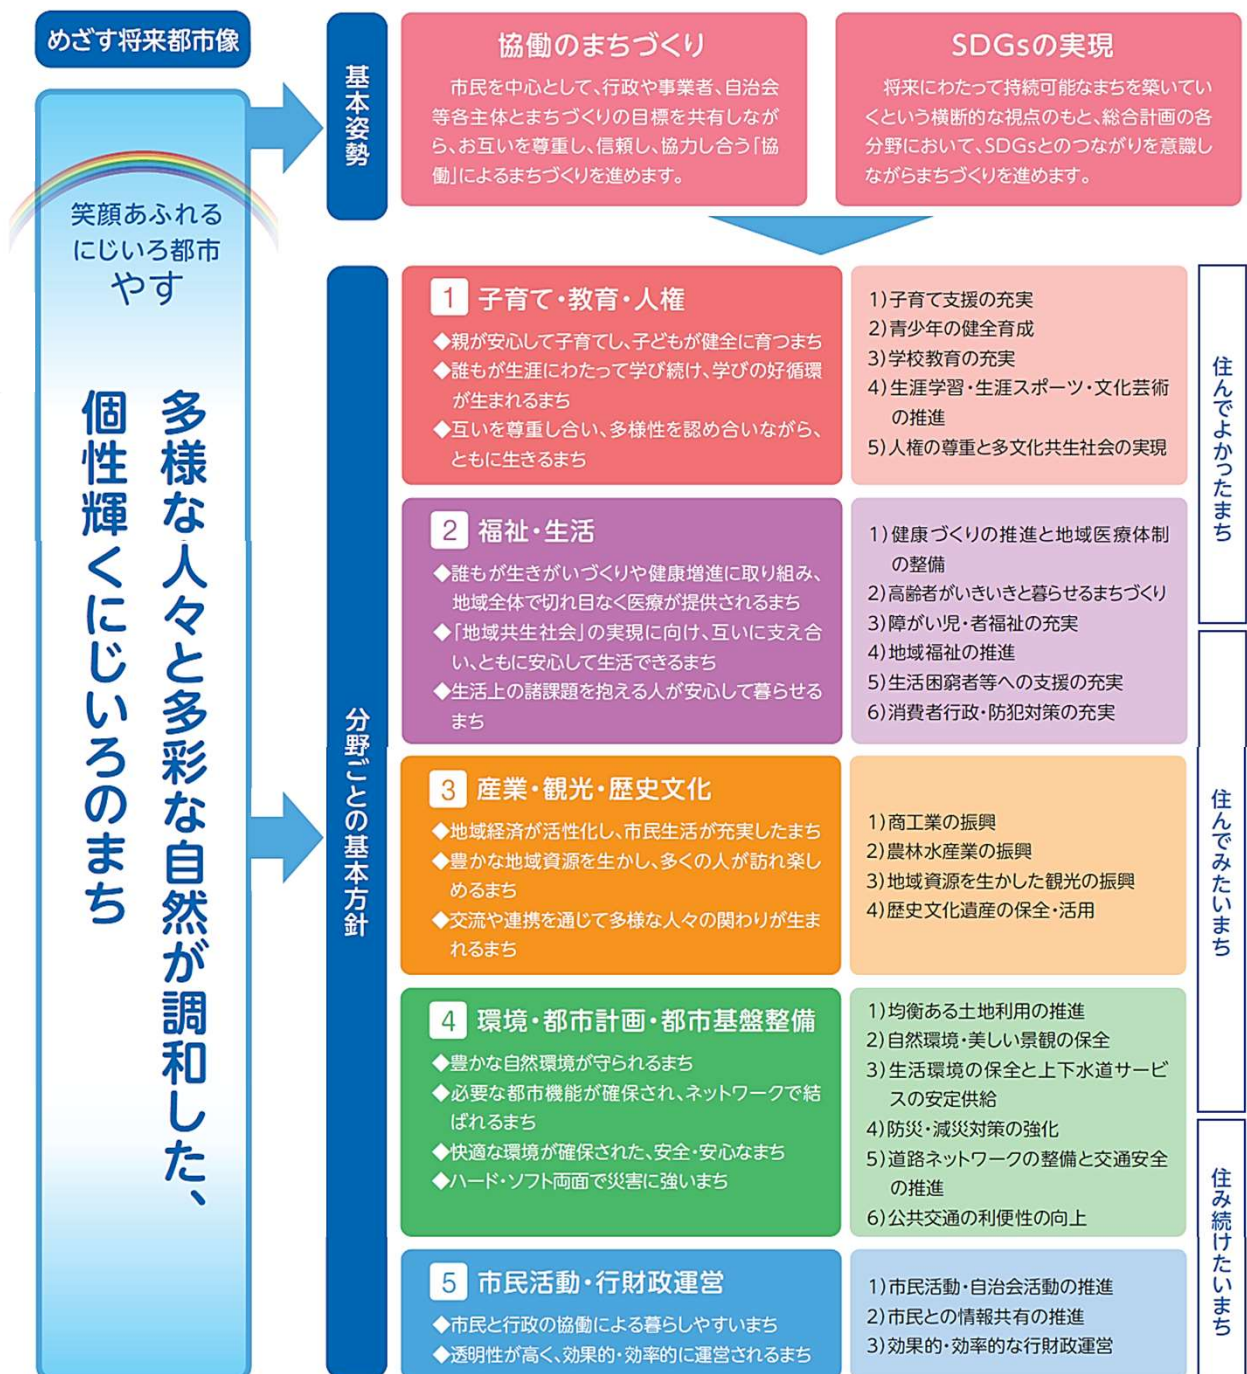 めざす将来都市像
笑顔あふれる
にじいろ都市
やす
多様な人々と多彩な自然が調和した、
個性輝くにじいろのまち
基本姿勢
協働のまちづくり
市民を中心として、行政や事業者、自治会
等各主体とまちづくりの目標を共有しなが
ら、お互いを尊重し、信頼し、協力し合う「協
働」によるまちづくりを進めます。
SDGsの実現
将来にわたって持続可能なまちを築いてい
くという横断的な視点のもと、総合計画の各
分野において、SDGsとのつながりを意識し
ながらまちづくりを進めます。
分野ごとの基本方針
1 子育て・教育・人権
◆親が安心して子育てし、子どもが健全に育つまち
◆誰もが生涯にわたって学び続け、学びの好循環
が生まれるまち
◆互いを尊重し合い、多様性を認め合いながら、
ともに生きるまち
1)子育て支援の充実
2)青少年の健全育成
3)学校教育の充実
4)生涯学習・生涯スポーツ・文化芸術
の推進
5)人権の尊重と多文化共生社会の実現
2 福祉・生活
◆誰もが生きがいづくりや健康増進に取り組み、
地域全体で切れ目なく医療が提供されるまち
◆「地域共生社会」の実現に向け、互いに支え合
い、ともに安心して生活できるまち
◆生活上の諸課題を抱える人が安心して暮らせる
まち
1)健康づくりの推進と地域医療体制
の整備
2)高齢者がいきいきと暮らせるまちづくり
3)障がい児・者福祉の充実
4)地域福祉の推進
5)生活困窮者等への支援の充実
6)消費者行政・防犯対策の充実
3 産業・観光・歴史文化
◆地域経済が活性化し、市民生活が充実したまち
◆豊かな地域資源を生かし、多くの人が訪れ楽し
めるまち
◆交流や連携を通じて多様な人々の関わりが生ま
れるまち
1)商工業の振興
2)農林水産業の振興
3)地域資源を生かした観光の振興
4)歴史文化遺産の保全・活用
4 環境・都市計画・都市基盤整備
◆豊かな自然環境が守られるまち
◆必要な都市機能が確保され、ネットワークで結
ばれるまち
◆快適な環境が確保された、安全・安心なまち
◆ハード・ソフト両面で災害に強いまち
1)均衡ある土地利用の推進
2)自然環境・美しい景観の保全
3)生活環境の保全と上下水道サービ
スの安定供給
4)防災・減災対策の強化
5)道路ネットワークの整備と交通安全
の推進
6)公共交通の利便性の向上
5 市民活動・行財政運営
◆市民と行政の協働による暮らしやすいまち
◆透明性が高く、効果的・効率的に運営されるまち
1)市民活動・自治会活動の推進
2)市民との情報共有の推進
3)効果的・効率的な行財政運営
住んでよかったまち
住んでみたいまち
住み続けたいまち